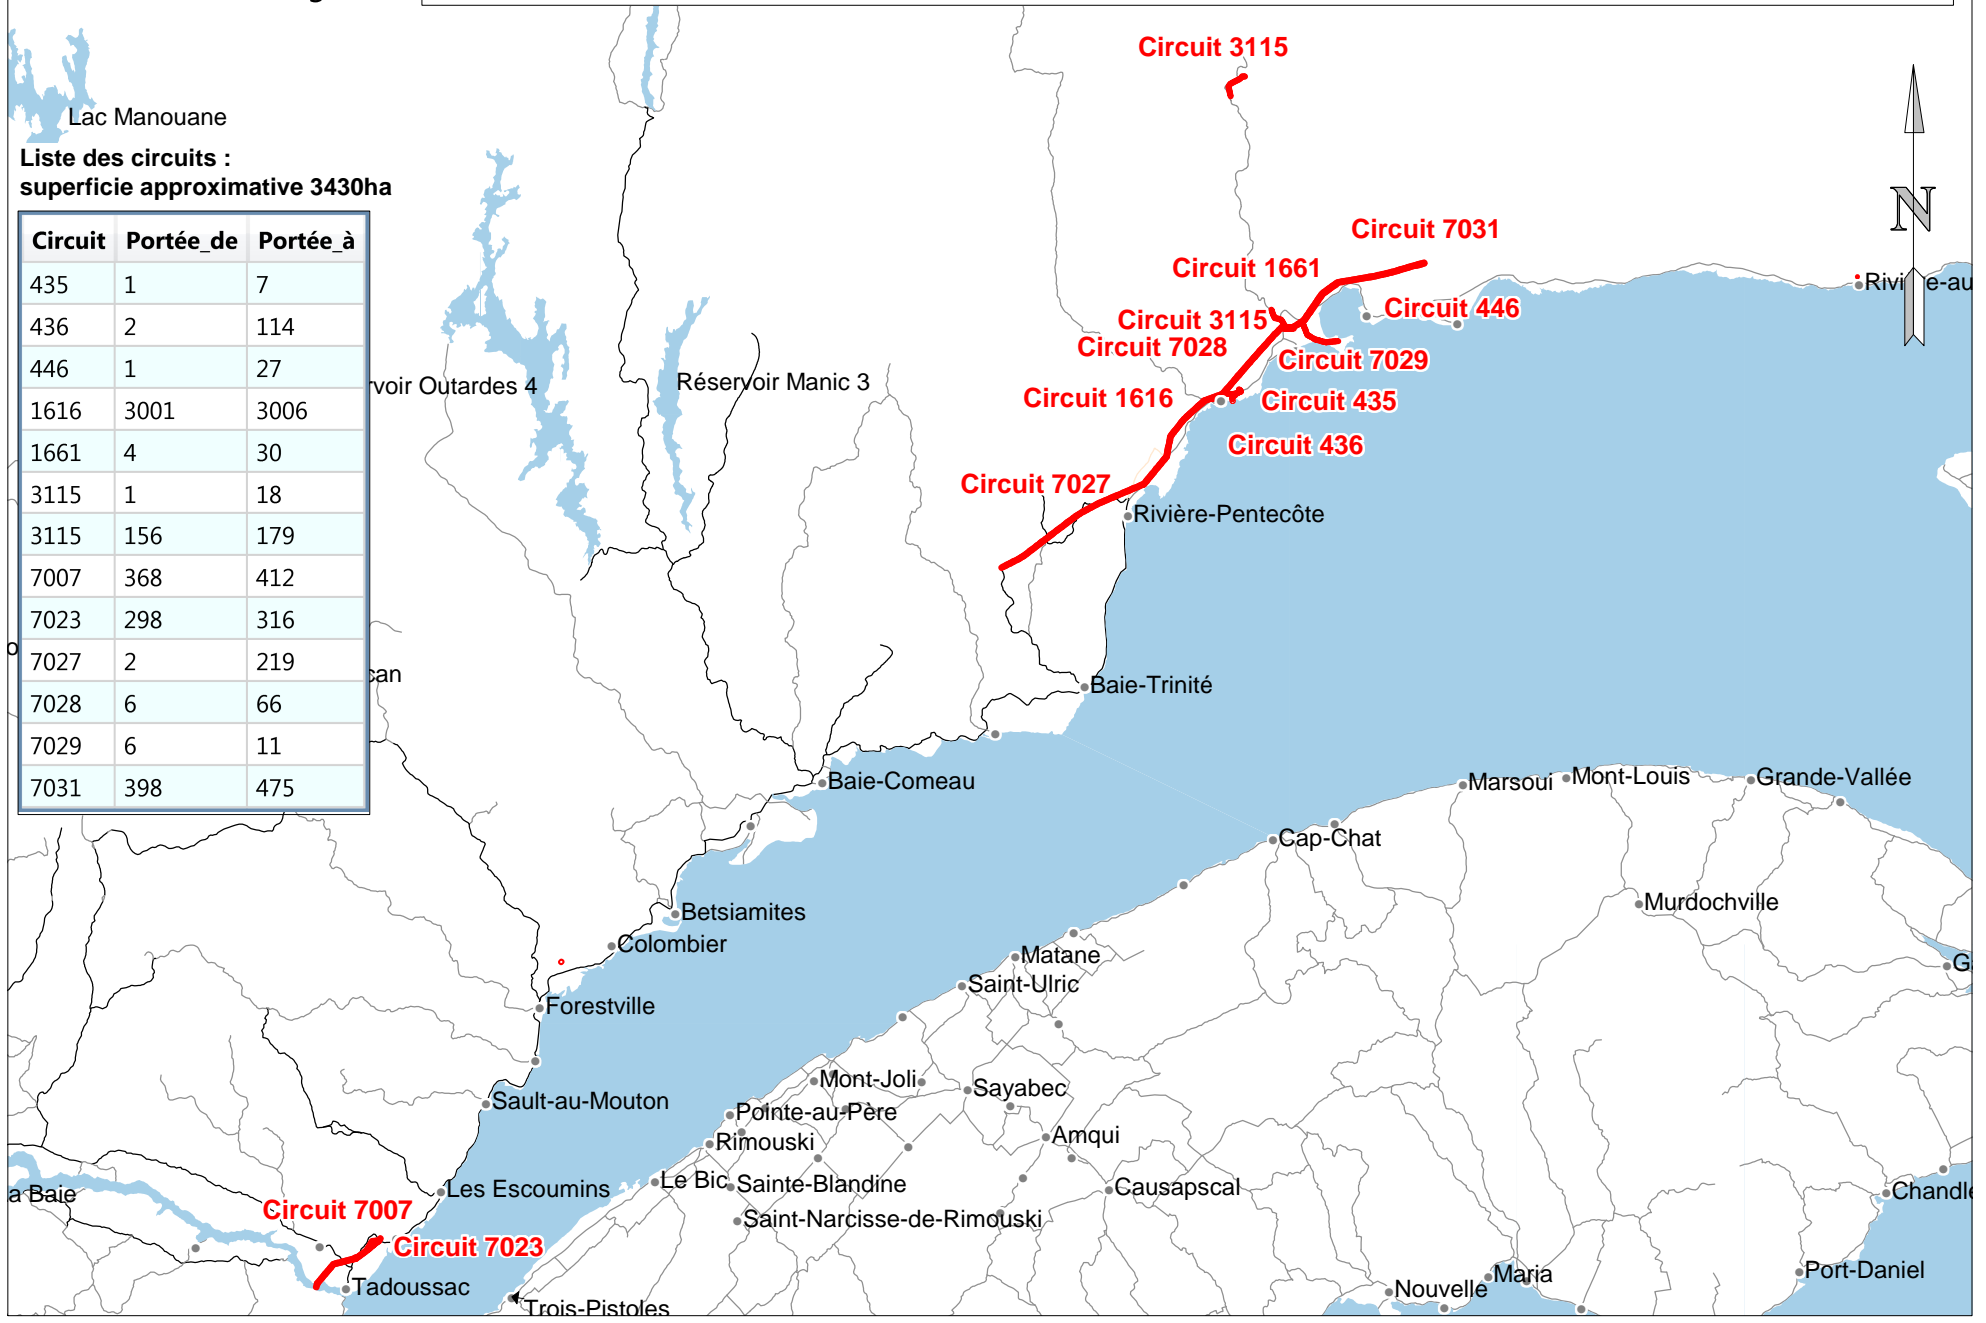 Circuit 3115
Lac Manouane
Liste des circuits :
superficie approximative 3430ha
Circuit Portée_de Portée_à
435 1 7
436 2 114
446 1 27
1616 3001 3006
1661 4 30
3115 1 18
3115 156 179
7007 368 412
7023 298 316
7027 2 219
7028 6 66
7029 6 11
7031 398 475
N
Circuit 7031
Circuit 1661
Circuit 446
Circuit 3115
Circuit 7028
Circuit 7029
rvoir Outardes 4
Réservoir Manic 3
Circuit 1616
Circuit 435
Circuit 436
Circuit 7027
Rivière-Pentecôte
can
Baie-Trinité
Baie-Comeau
Marsoui
Mont-Louis
Grande-Vallée
Cap-Chat
Murdochville
Betsiamites
Colombier
Matane
G
Saint-Ulric
Forestville
Mont-Joli
Sayabec
Sault-au-Mouton
Pointe-au-Père
Rimouski
Amqui
Le Bic
Sainte-Blandine
Causapscal
Les Escoumins
a Baie
Chandle
Circuit 7007
Saint-Narcisse-de-Rimouski
Circuit 7023
Port-Daniel
Maria
Tadoussac
Nouvelle
Trois-Pistoles